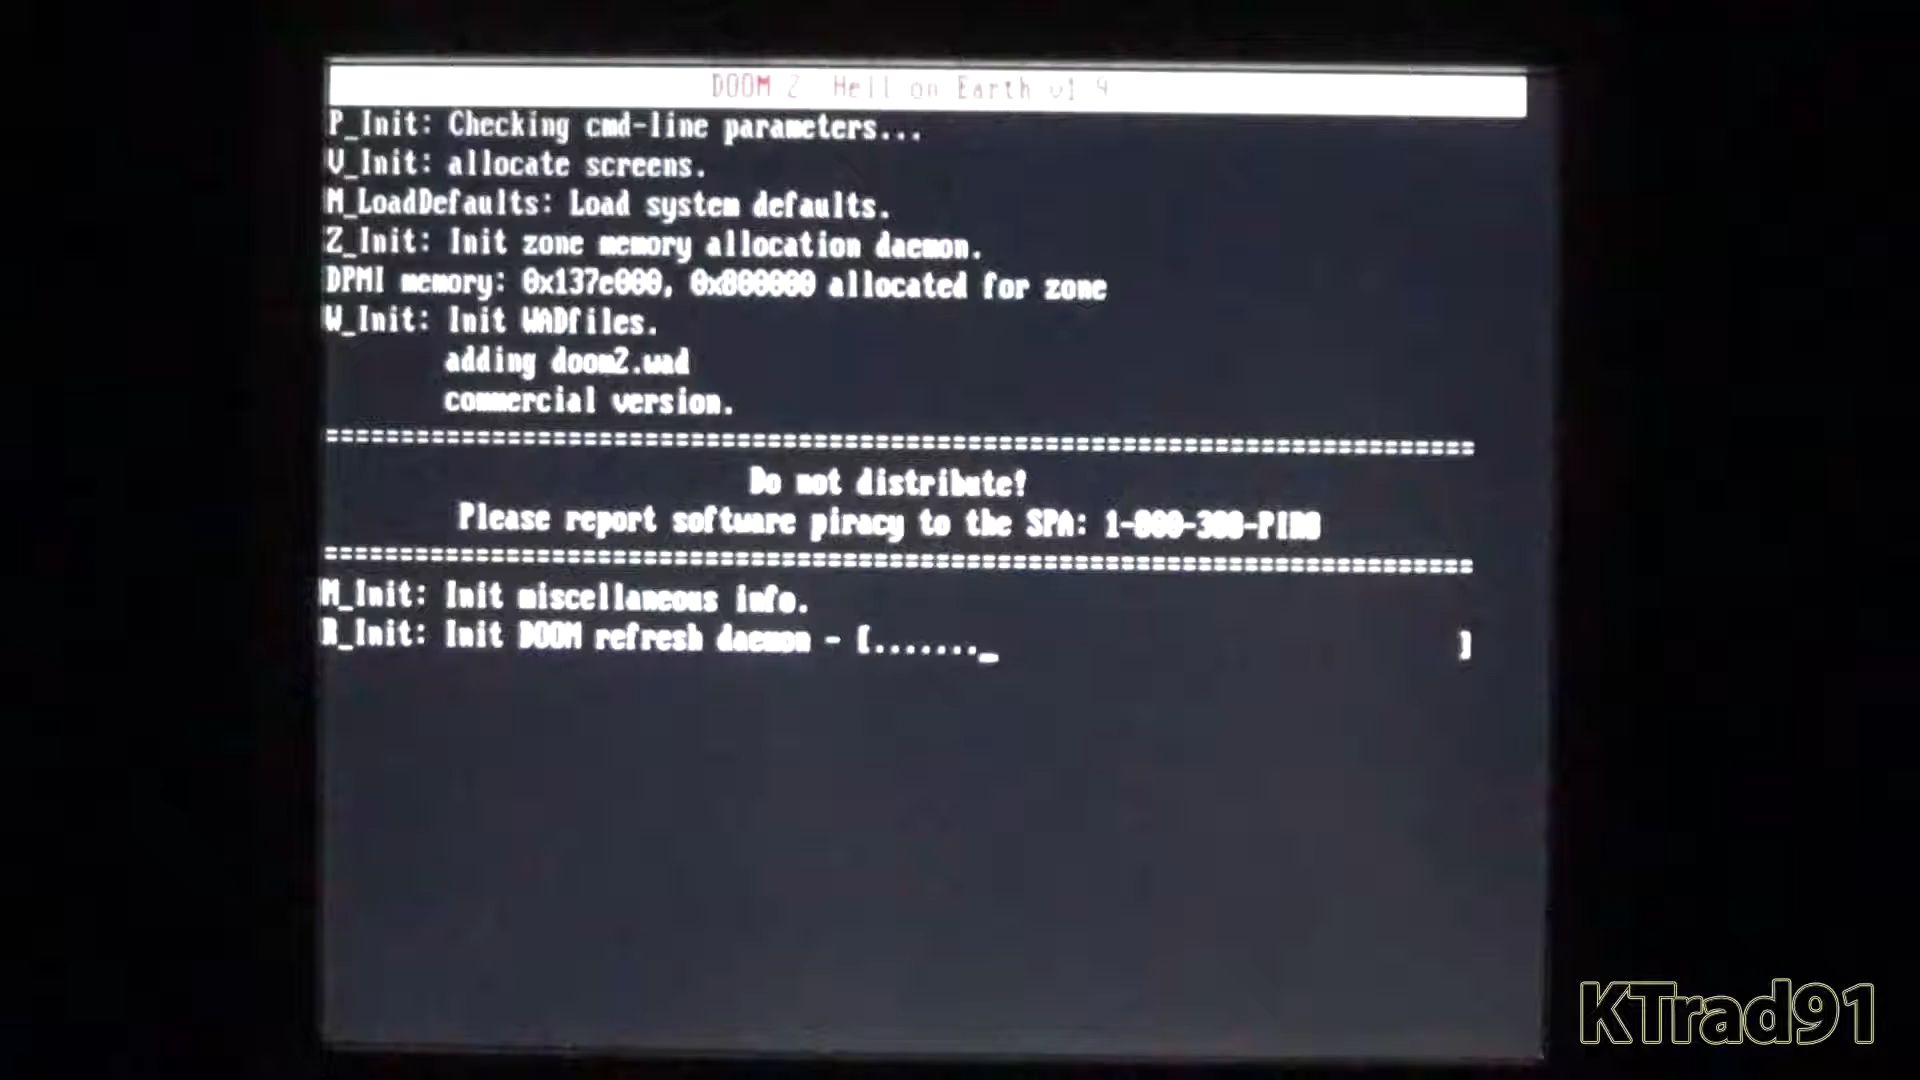 DOOM 2 Hell on Earth v1.9
P_Init: Checking cmd-line parameters...
V_Init: allocate screens.
M_LoadDefaults: Load system defaults.
Z_Init: Init zone memory allocation daemon.
DPMI memory: 0x137e000, 0x800000 allocated for zone
W_Init: Init WADfiles.
adding doom2.wad
commercial version.
===========================================================================
Do not distribute!
Please report software piracy to the SPA: 1-800-388-PIR8
===========================================================================
M_Init: Init miscellaneous info.
R_Init: Init DOOM refresh daemon - [.......                               ]
KTrad91